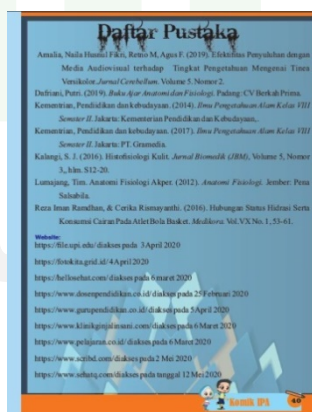 Daftar Pustaka
Amalia, Naila Husnul Fikri, Retno M, Agus F. (2019). Efektifitas Penyuluhan dengan
Media Audiovisual terhadap Tingkat Pengetahuan Mengenai Tinea
Versikolor. Jurnal Cerebellum. Volume 5. Nomor 2.
Dafriani, Putri. (2019). Buku Ajar Anatomi dan Fisiologi. Padang: CV Berkah Prima.
Kementrian, Pendidikan dan kebudayaan. (2014). Ilmu Pengetahuan Alam Kelas VIII
Semeter II. Jakarta: Kementerian Pendidikan dan Kebudayaan,.
Kementrian, Pendidikan dan kebudayaan. (2017). Ilmu Pengetahuan Alam Kelas VIII
Semester II. Jakarta: PT. Gramedia.
Kalangi, S. J. (2016). Histofisiologi Kulit. Jurnal Biomedik (JBM), Volume 5, Nomor
3,, hlm. S12-20.
Lumajang, Tim. Anatomi Fisiologi Akper. (2012). Anatomi Fisiologi. Jember: Pena
Salsabila.
Reza Iman Ramdhan, & Cerika Rismayanthi. (2016). Hubungan Status Hidrasi Serta
Konsumsi Cairan Pada Atlet Bola Basket. Medikora. Vol. XV No. 1, 53-61.
Website:
https://file.upi.edu/diakses pada 3 April 2020
https://fotokita.grid.id/4 April 2020
https://hellosehat.com/diakses pada 6 maret 2020
https://www.dosenpendidikan.co.id/diakses pada 25 Februari 2020
https://www.gurupendidikan.co.id/diakses pada 5 April 2020
https://www.klinikginjalinsani.com/diakses pada 6 Maret 2020
https://www.pelajaran.co.id/diakses pada 6 Maret 2020
https://www.scribd.com/diakses pada 2 Mei 2020
https://www.sehatq.com/diakses pada tanggal 12 Mei 2020
Komik IPA
40